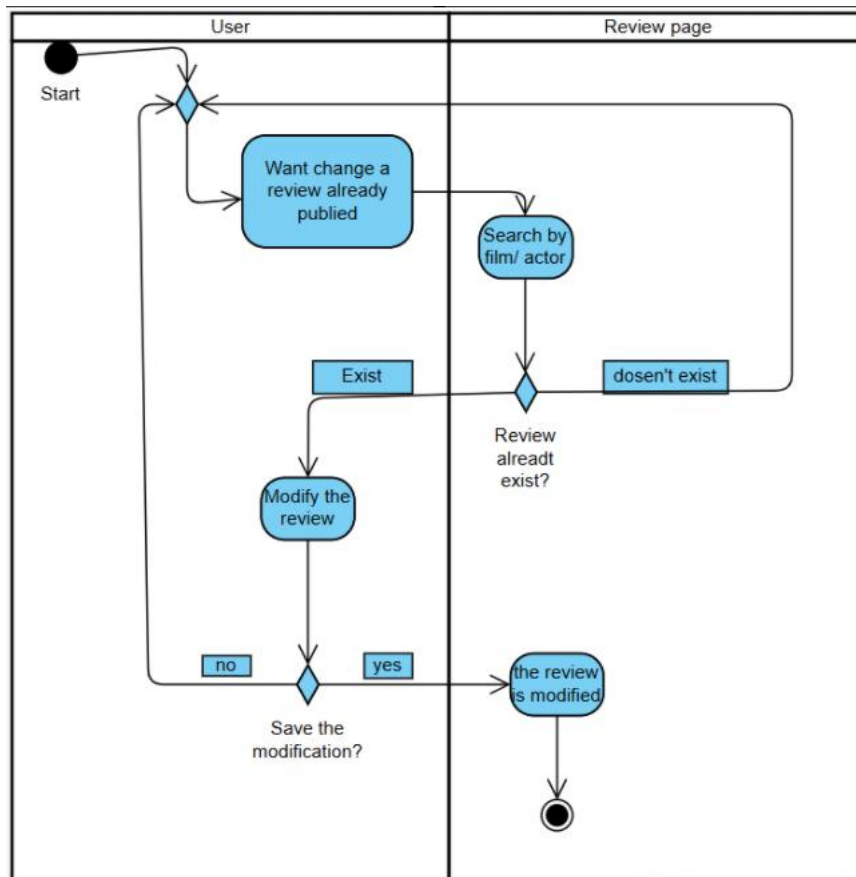 User
Review page
Start
Want change a
review already
publied
Search by
film/ actor
Exist
dosen't exist
Review
alreadt
exist?
Modify the
review
no
yes
the review
is modified
Save the
modification?